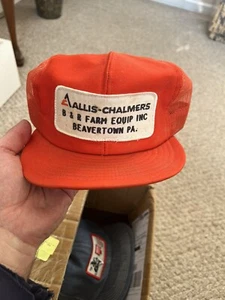 ALLIS-CHALMERS
B & R FARM EQUIP INC
BEAVERTOWN PA.